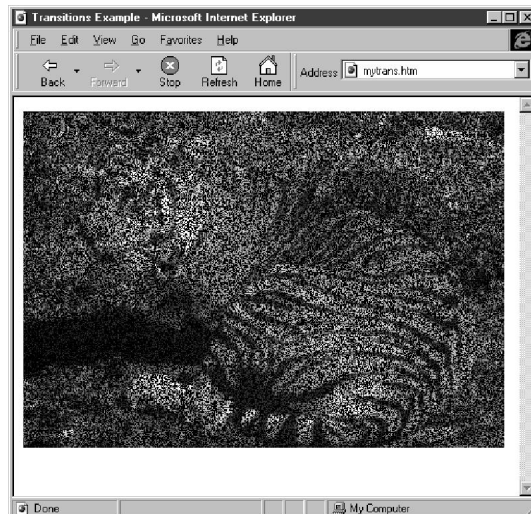 Transitions Example - Microsoft Internet Explorer
File Edit View Go Favorites Help
Back Forward Stop Refresh Home Address mytrans.htm
Done My Computer